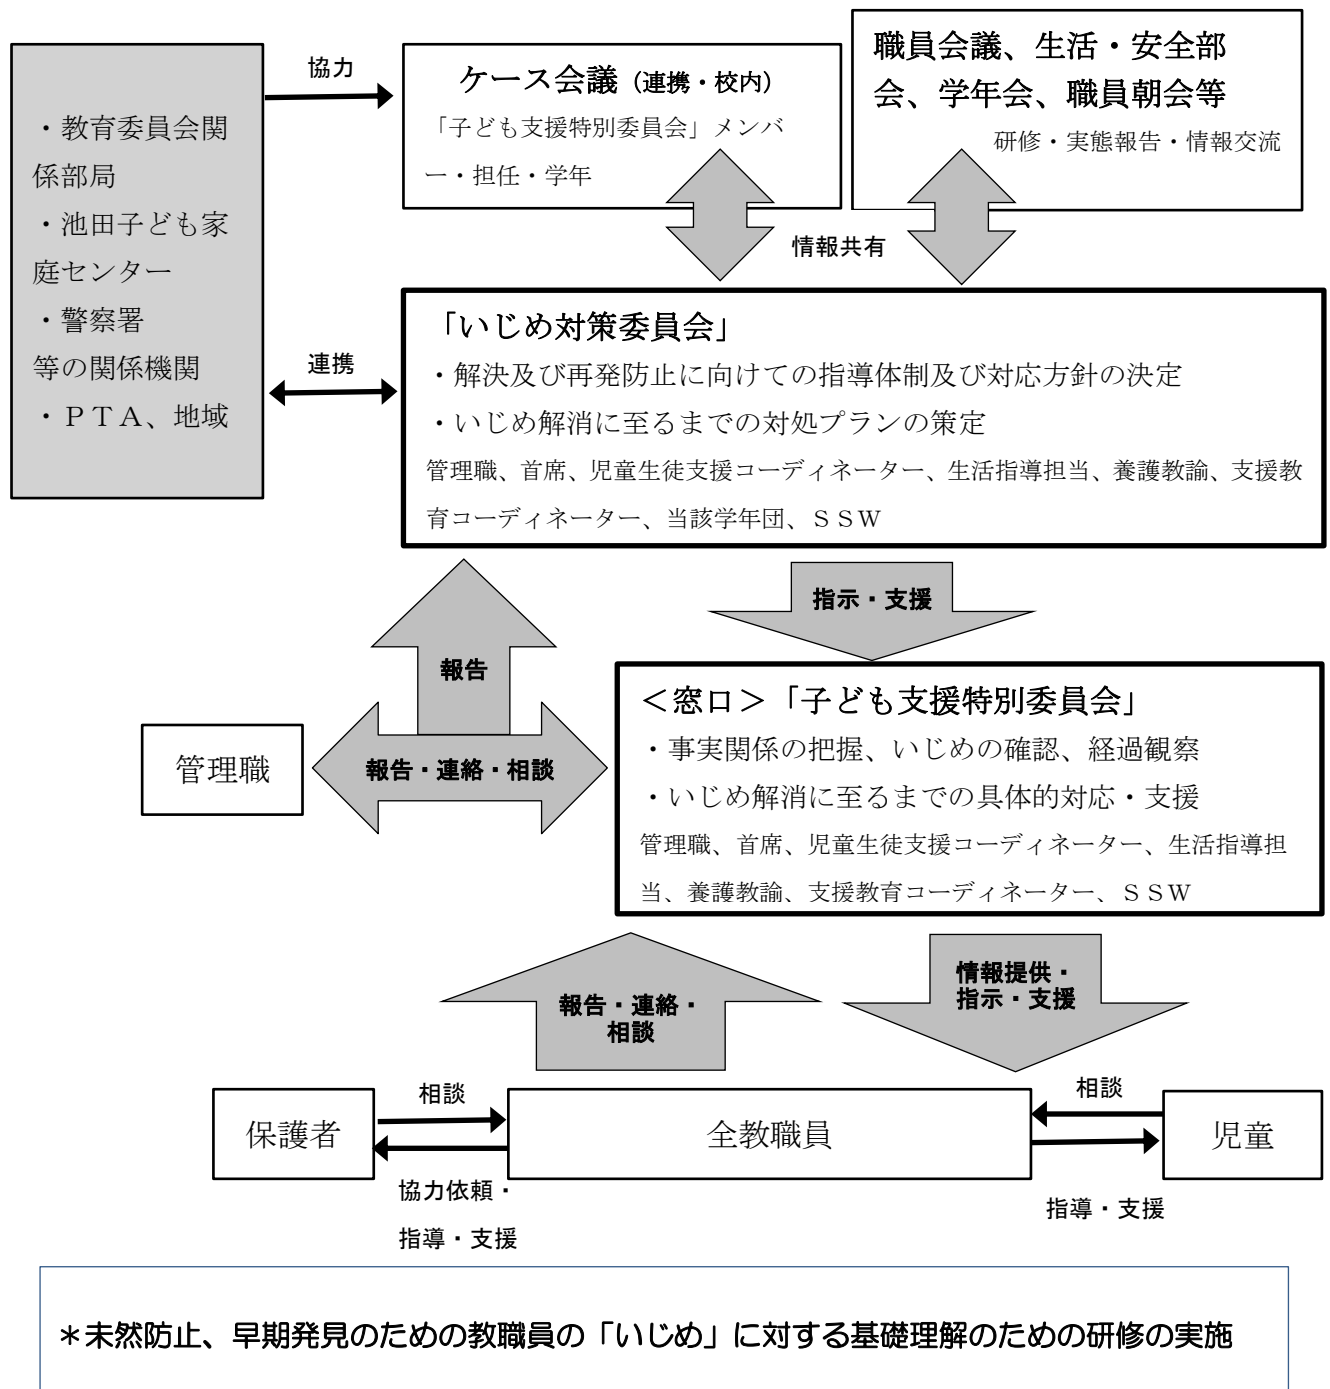 協力
・教育委員会関
係部局
・池田子ども家
庭センター
・警察署
等の関係機関
・ＰＴＡ、地域
ケース会議（連携・校内）
「子ども支援特別委員会」メンバ
ー・担任・学年
職員会議、生活・安全部
会、学年会、職員朝会等
研修・実態報告・情報交流
情報共有
連携
「いじめ対策委員会」
・解決及び再発防止に向けての指導体制及び対応方針の決定
・いじめ解消に至るまでの対処プランの策定
管理職、首席、児童生徒支援コーディネーター、生活指導担当、養護教諭、支援教
育コーディネーター、当該学年団、ＳＳＷ
指示・支援
報告
＜窓口＞「子ども支援特別委員会」
・事実関係の把握、いじめの確認、経過観察
・いじめ解消に至るまでの具体的対応・支援
管理職、首席、児童生徒支援コーディネーター、生活指導担
当、養護教諭、支援教育コーディネーター、ＳＳＷ
管理職
報告・連絡・相談
報告・連絡・
相談
情報提供・
指示・支援
保護者
相談
協力依頼・
指導・支援
全教職員
相談
指導・支援
児童
＊未然防止、早期発見のための教職員の「いじめ」に対する基礎理解のための研修の実施